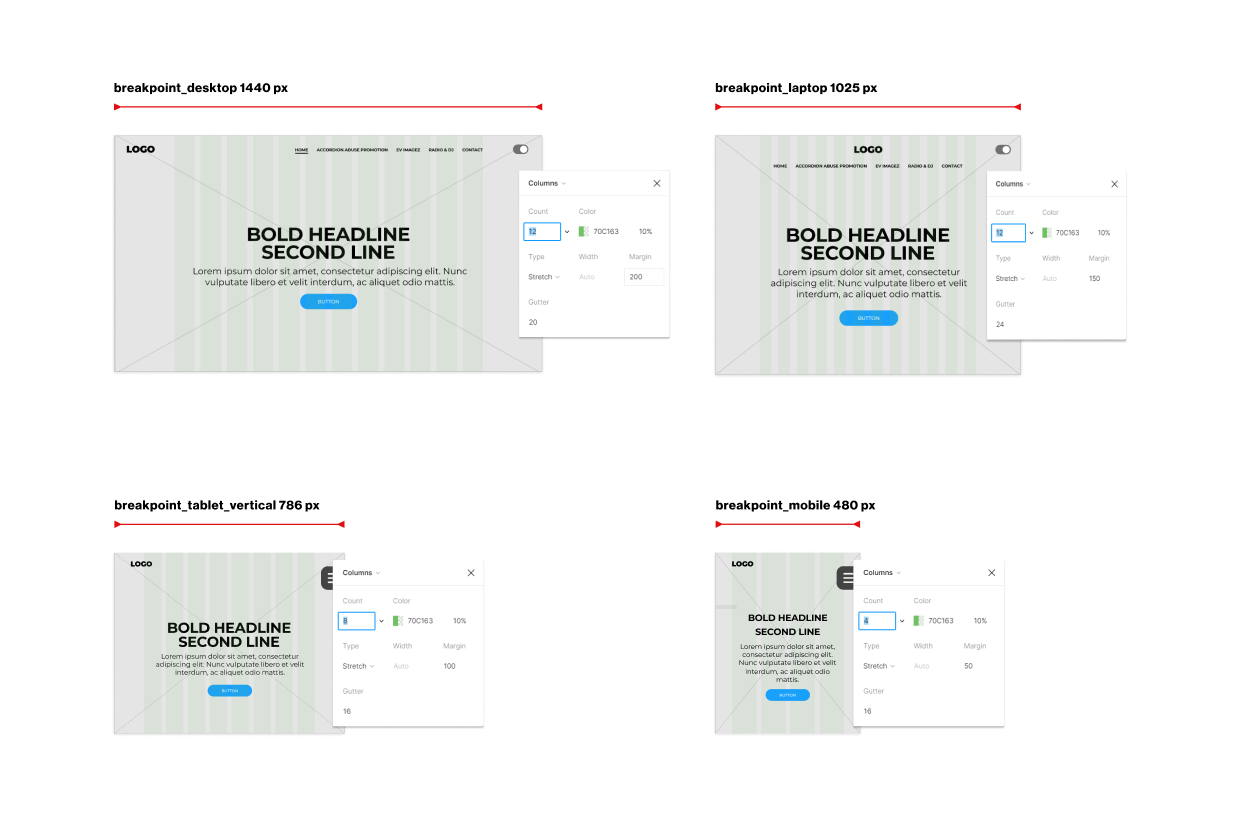 breakpoint_desktop 1440 px
LOGO
HOME ACCORDION ABUSE PROMOTION EV IMAGEZ RADIO & DJ CONTACT
BOLD HEADLINE
SECOND LINE
Lorem ipsum dolor sit amet, consectetur adipiscing elit. Nunc
vulputate libero et velit interdum, ac aliquet odio mattis.
BUTTON
Columns
Count Color
12 70C163 10%
Type Width Margin
Stretch Auto 200
Gutter
20
breakpoint_laptop 1025 px
LOGO
HOME ACCORDION ABUSE PROMOTION EV IMAGEZ RADIO & DJ CONTACT
BOLD HEADLINE
SECOND LINE
Lorem ipsum dolor sit amet, consectetur
adipiscing elit. Nunc vulputate libero et velit
interdum, ac aliquet odio mattis.
BUTTON
Columns
Count Color
12 70C163 10%
Type Width Margin
Stretch Auto 150
Gutter
24
breakpoint_tablet_vertical 786 px
LOGO
BOLD HEADLINE
SECOND LINE
Lorem ipsum dolor sit amet, consectetur
adipiscing elit. Nunc vulputate libero et velit
interdum, ac aliquet odio mattis.
BUTTON
Columns
Count Color
8 70C163 10%
Type Width Margin
Stretch Auto 100
Gutter
16
breakpoint_mobile 480 px
LOGO
BOLD HEADLINE
SECOND LINE
Lorem ipsum dolor sit amet,
consectetur adipiscing elit.
Nunc vulputate libero et velit
interdum, ac aliquet odio
mattis.
BUTTON
Columns
Count Color
4 70C163 10%
Type Width Margin
Stretch Auto 50
Gutter
16